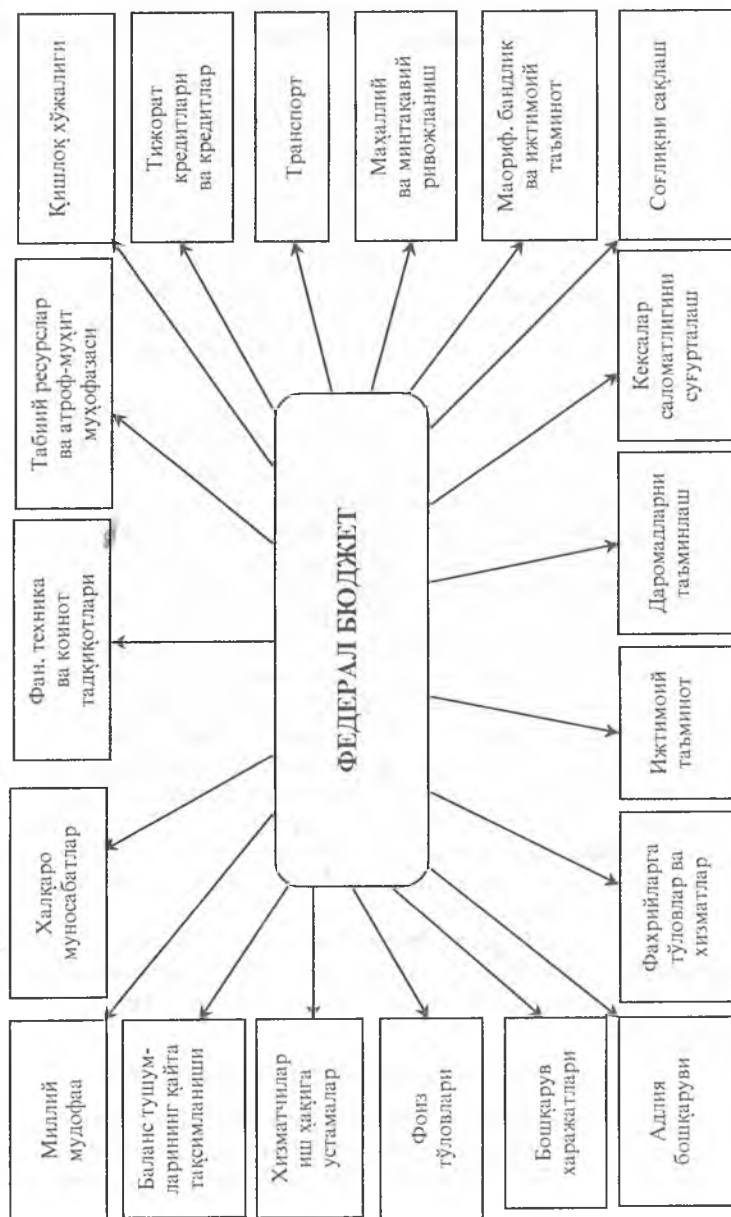 Миллий
мудофаа
Халқаро
муносабатлар
Фан. техника
ва коинот
тадқиқотлари
Табиий ресурслар
ва атроф-муҳит
муҳофазаси
Қишлоқ хўжалиги
Баланс тушум-
ларининг қайта
тақсимланиши
Хизматчилар
иш ҳақига
устамалар
Фоиз
тўловлари
Бошқарув
харажатлари
ФЕДЕРАЛ БЮДЖЕТ
Тижорат
кредитлари
ва кредитлар
Транспорт
Маҳаллий
ва минтақавий
ривожланиш
Маориф. бандлик
ва ижтимоий
таъминот
Адлия
бошқаруви
Фахрийларга
тўловлар ва
хизматлар
Ижтимоий
таъминот
Даромадларни
таъминлаш
Кексалар
саломатлигини
суғурталаш
Соғлиқни сақлаш